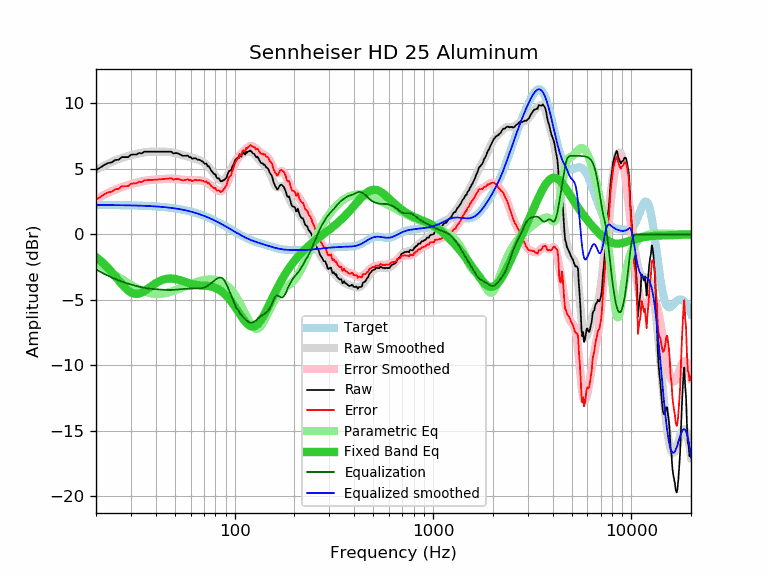 Sennheiser HD 25 Aluminum
10
5
0
−5
−10
−15
−20
Amplitude (dBr)
Target
Raw Smoothed
Error Smoothed
Raw
Error
Parametric Eq
Fixed Band Eq
Equalization
Equalized smoothed
100 1000 10000
Frequency (Hz)